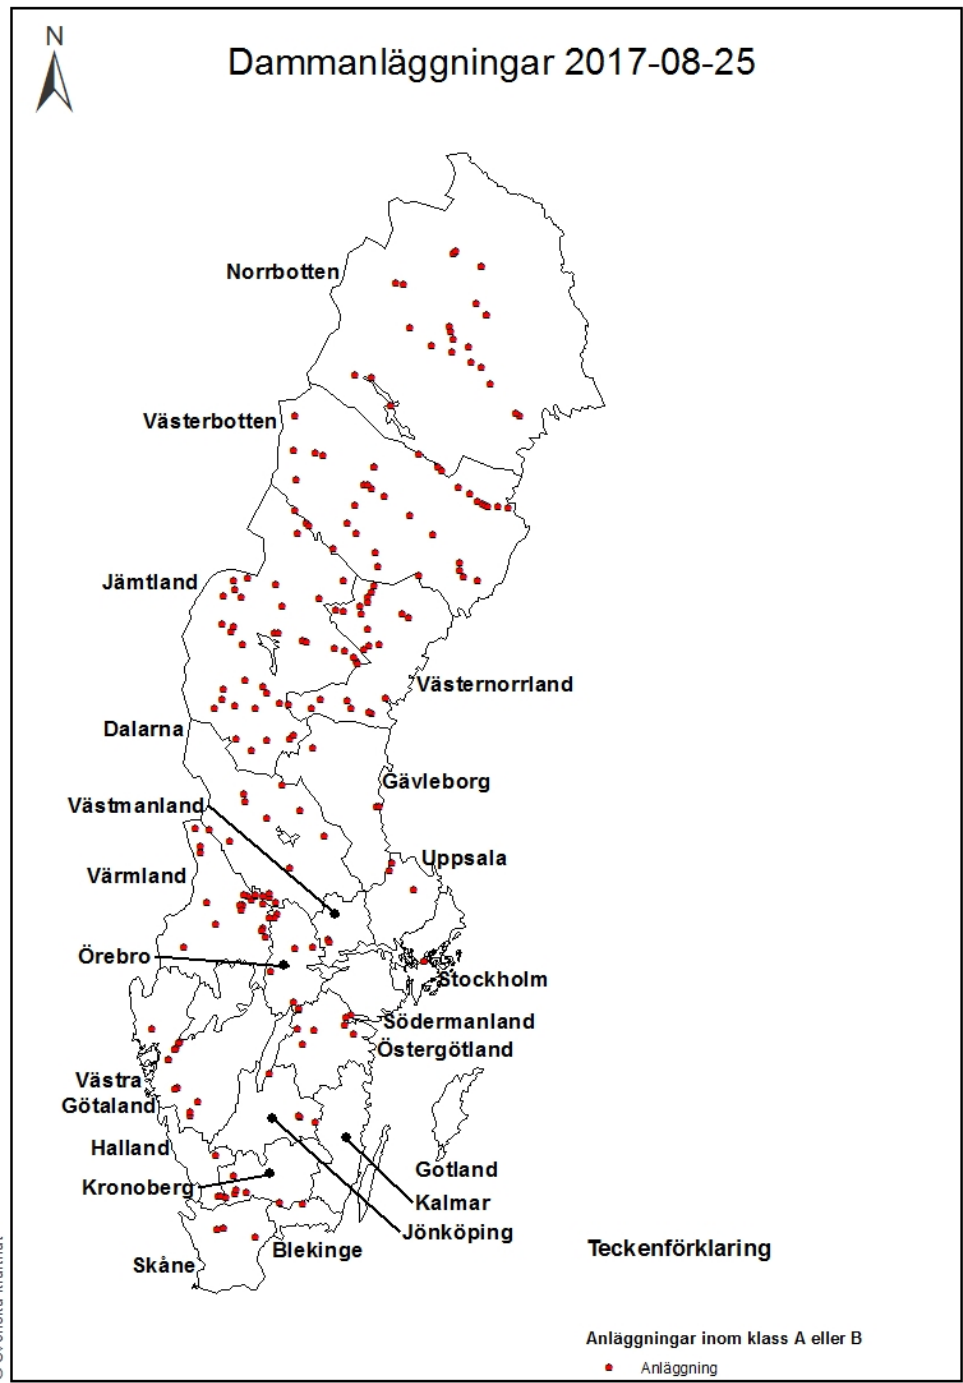 N
Dammanläggningar 2017-08-25
Norrbotten
Västerbotten
Jämtland
Västernorrland
Dalarna
Gävleborg
Västmanland
Uppsala
Värmland
Örebro
Stockholm
Södermanland
Östergötland
Västra
Götaland
Halland
Gotland
Kronoberg
Kalmar
Jönköping
Blekinge
Skåne
Teckenförklaring
Anläggningar inom klass A eller B
Anläggning